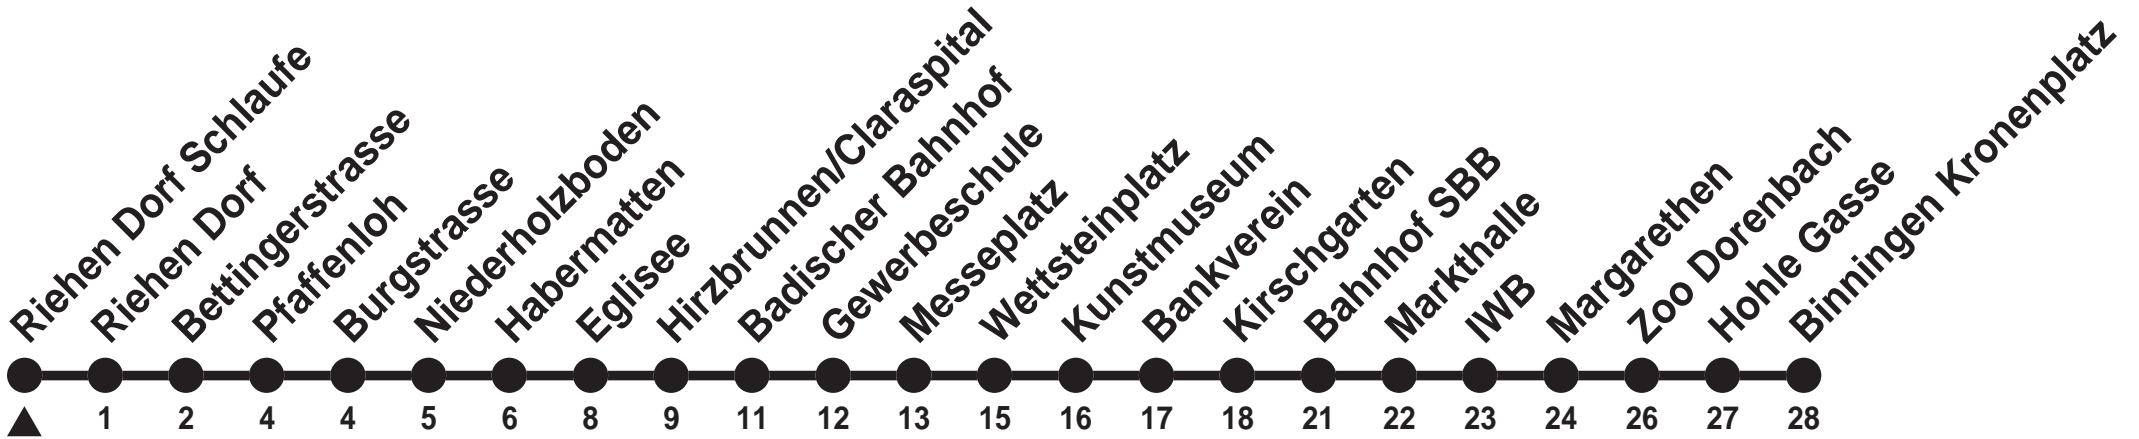 Riehen Dorf Schlaufe
Riehen Dorf
Bettingerstrasse
Pfaffenloh
Burgstrasse
Niederholzboden
Habermatten
Eglisee
Hirzbrunnen/Claraspital
Badischer Bahnhof
Gewerbeschule
Messeplatz
Wettsteinplatz
Kunstmuseum
Bankverein
Kirschgarten
Bahnhof SBB
Markthalle
IWB
Margarethen
Zoo Dorenbach
Hohle Gasse
Binningen Kronenplatz
1 2 4 4 5 6 8 9 11 12 13 15 16 17 18 21 22 23 24 26 27 28